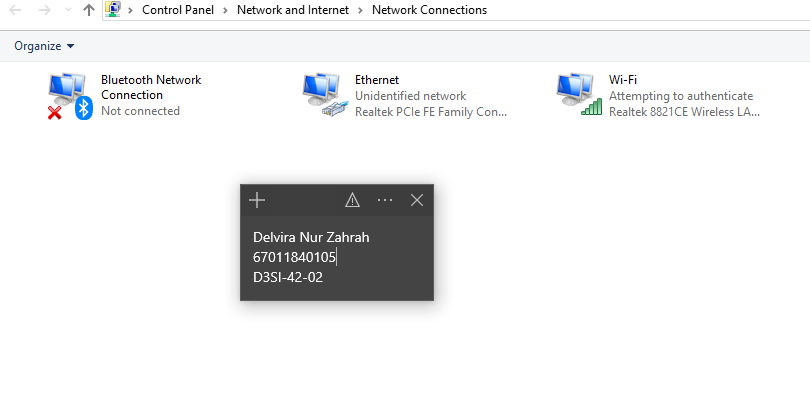 Control Panel > Network and Internet > Network Connections
Organize
Bluetooth Network
Connection
Not connected
Ethernet
Unidentified network
Realtek PCIe FE Family Con...
Wi-Fi
Attempting to authenticate
Realtek 8821CE Wireless LA...
Delvira Nur Zahrah
67011840105
D3SI-42-02